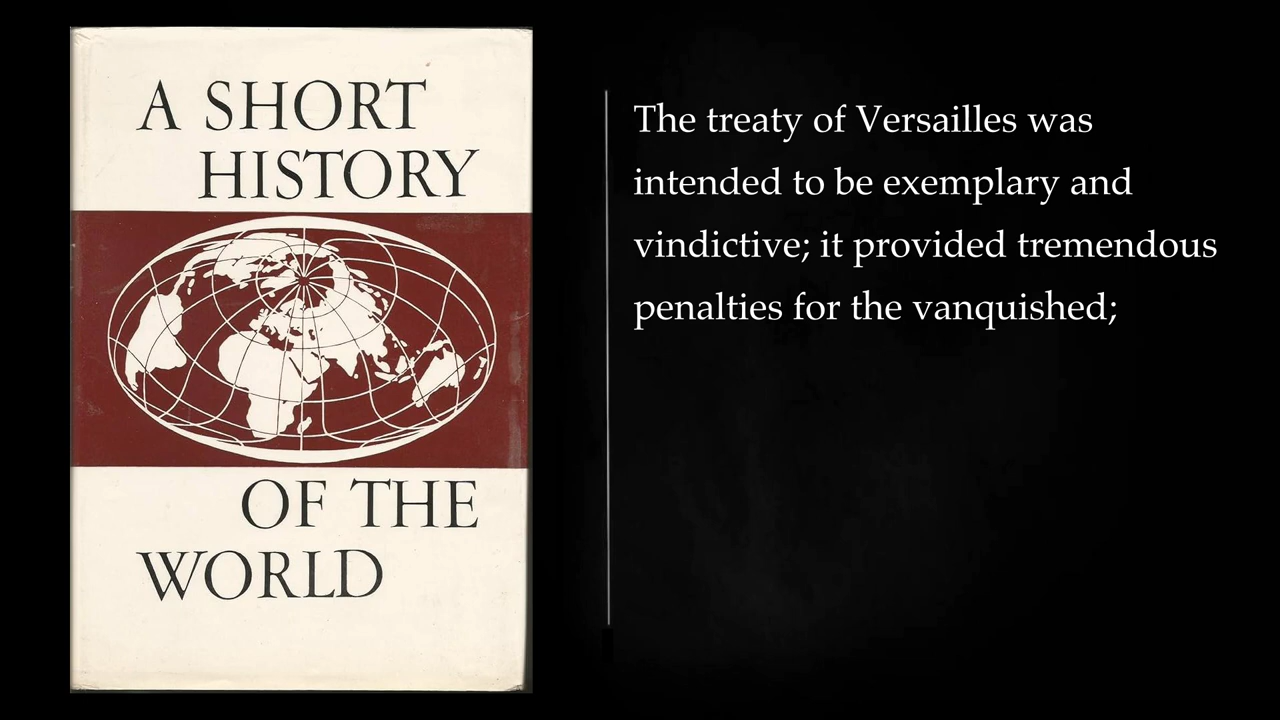 A SHORT
HISTORY
OF THE
WORLD
The treaty of Versailles was
intended to be exemplary and
vindictive; it provided tremendous
penalties for the vanquished;